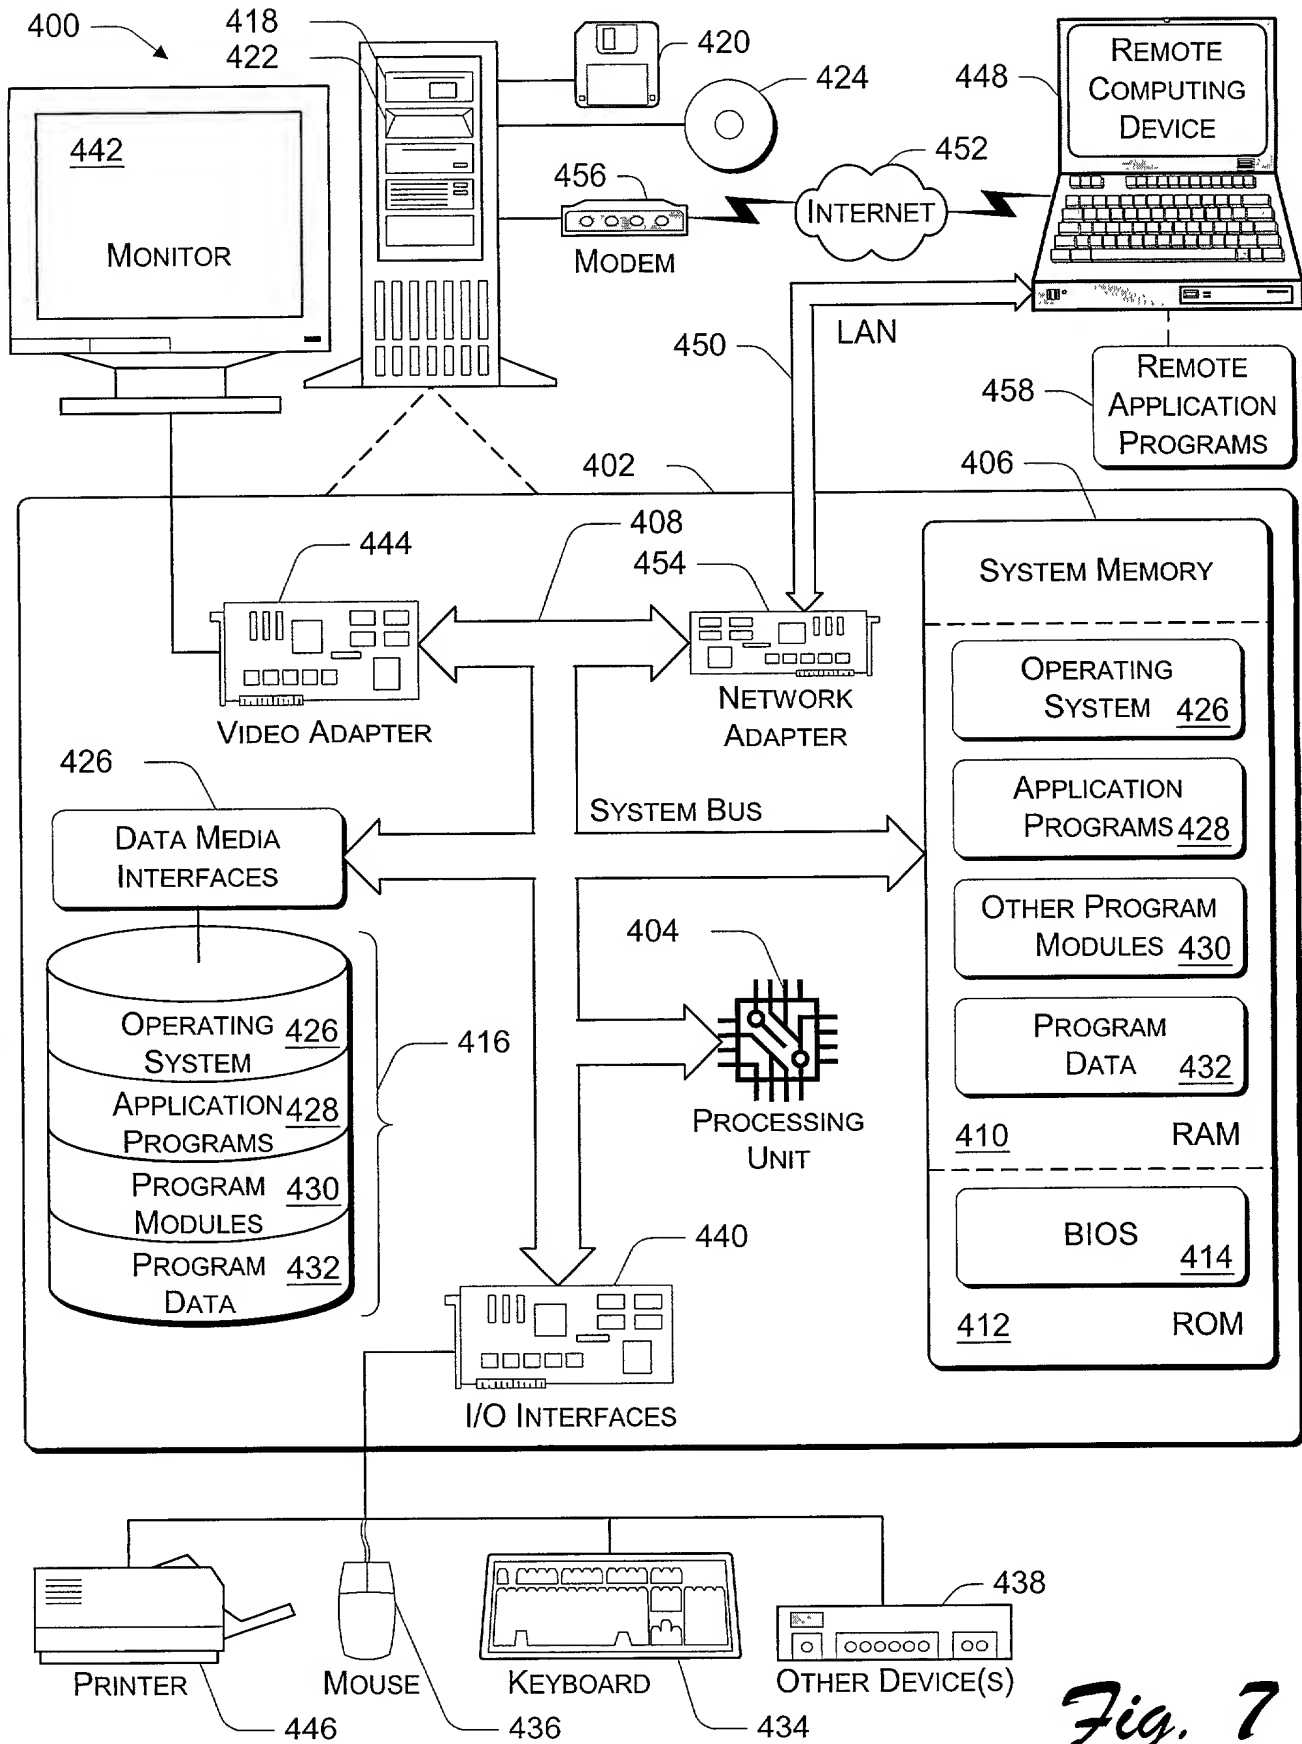 400
418
422
420
424
448
REMOTE
COMPUTING
DEVICE
442
MONITOR
456
MODEM
452
INTERNET
450
LAN
458
REMOTE
APPLICATION
PROGRAMS
402
406
408
444
454
VIDEO ADAPTER
NETWORK
ADAPTER
SYSTEM MEMORY
OPERATING
SYSTEM 426
APPLICATION
PROGRAMS 428
OTHER PROGRAM
MODULES 430
PROGRAM
DATA 432
410 RAM
BIOS
414
412 ROM
426
DATA MEDIA
INTERFACES
SYSTEM BUS
404
PROCESSING
UNIT
OPERATING 426
SYSTEM
APPLICATION 428
PROGRAMS
PROGRAM 430
MODULES
PROGRAM 432
DATA
416
440
I/O INTERFACES
PRINTER
446
MOUSE
436
KEYBOARD
434
438
OTHER DEVICE(S)
Fig. 7